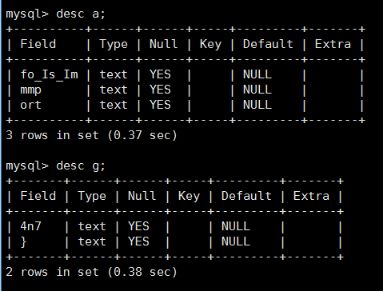 mysql> desc a;
+----------+------+------+-----+---------+-------+
| Field    | Type | Null | Key | Default | Extra |
+----------+------+------+-----+---------+-------+
| fo_Is_Im | text | YES  |     | NULL    |       |
| mmp      | text | YES  |     | NULL    |       |
| ort      | text | YES  |     | NULL    |       |
+----------+------+------+-----+---------+-------+
3 rows in set (0.37 sec)
mysql> desc g;
+-------+------+------+-----+---------+-------+
| Field | Type | Null | Key | Default | Extra |
+-------+------+------+-----+---------+-------+
| 4n7   | text | YES  |     | NULL    |       |
| }     | text | YES  |     | NULL    |       |
+-------+------+------+-----+---------+-------+
2 rows in set (0.38 sec)